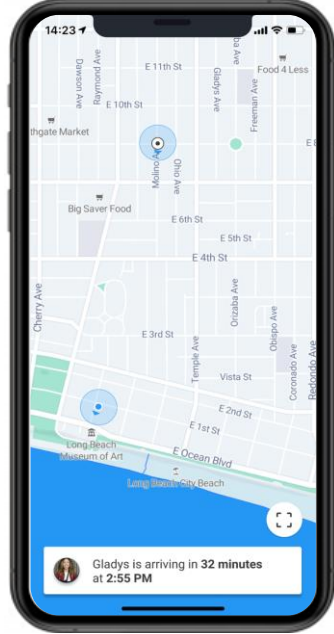 14:23
ba Ave
E 11th St
Food 4 Less
Dawson Ave
Raymond Ave
Gladys Ave
Freeman Ave
E 10th St
thgate Market
E E
Molino Ave
Ohio Ave
Big Saver Food
E 6th St
E 5th St
E 4th St
Cherry Ave
Orizaba Ave
E 3rd St
Temple Ave
Obispo Ave
Vista St
Coronado Ave
Redondo Ave
E 2nd St
E 1st St
Long Beach
Museum of Art
E Ocean Blvd
Long Beach City Beach
Gladys is arriving in 32 minutes
at 2:55 PM